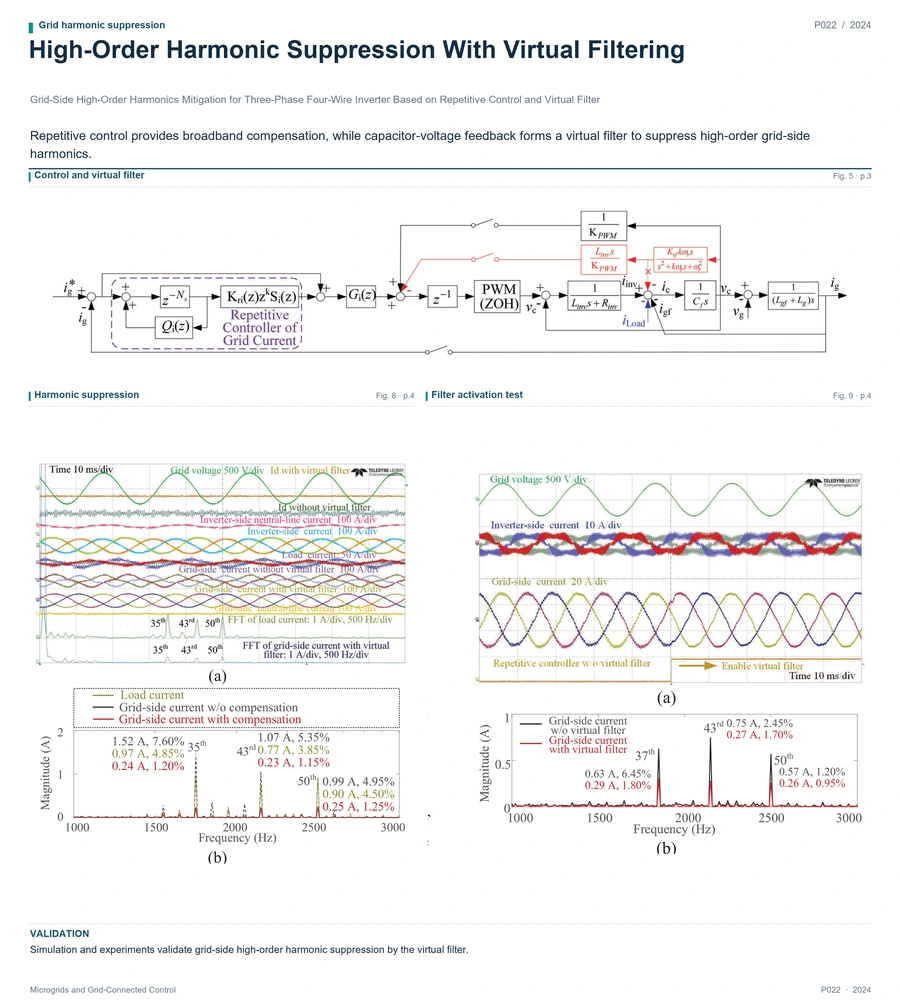 Grid harmonic suppression
P022 / 2024
High-Order Harmonic Suppression With Virtual Filtering
Grid-Side High-Order Harmonics Mitigation for Three-Phase Four-Wire Inverter Based on Repetitive Control and Virtual Filter
Repetitive control provides broadband compensation, while capacitor-voltage feedback forms a virtual filter to suppress high-order grid-side
harmonics.
Control and virtual filter
Fig. 5 · p.3
1
K_PWM
L_inv s
K_PWM
K_vf kω_r s
s² + kω_r s + ω_r²
i_g*
+
-
i_g
z^-N_s
K_ri(z)z^k S_i(z)
Q_i(z)
Repetitive
Controller of
Grid Current
G_i(z)
z^-1
PWM
(ZOH)
v_c
1
L_inv s + R_inv
i_inv
i_Load
i_c
i_gf
1
C_f s
v_c
v_g
1
(L_gf + L_g)s
i_g
Harmonic suppression
Fig. 8 · p.4
Time 10 ms/div
Grid voltage 500 V/div
Id with virtual filter
TELEDYNE LECROY
Id without virtual filter
Inverter-side neutral-line current 100 A/div
Inverter-side current 100 A/div
Load current 50 A/div
Grid-side current without virtual filter 100 A/div
Grid-side current with virtual filter 100 A/div
Grid-side neutral-line current 100 A/div
35th 43rd 50th
FFT of load current: 1 A/div, 500 Hz/div
35th 43rd 50th
FFT of grid-side current with virtual
filter: 1 A/div, 500 Hz/div
(a)
Load current
Grid-side current w/o compensation
Grid-side current with compensation
Magnitude (A)
2
1
0
1.52 A, 7.60%
0.97 A, 4.85%
0.24 A, 1.20%
35th
1.07 A, 5.35%
43rd
0.77 A, 3.85%
0.23 A, 1.15%
50th
0.99 A, 4.95%
0.90 A, 4.50%
0.25 A, 1.25%
1000 1500 2000 2500 3000
Frequency (Hz)
(b)
Filter activation test
Fig. 9 · p.4
Grid voltage 500 V/div
TELEDYNE LECROY
Inverter-side current 10 A/div
Grid-side current 20 A/div
Repetitive controller w/o virtual filter
Enable virtual filter
Time 10 ms/div
(a)
Magnitude (A)
1
0.5
0
Grid-side current
w/o virtual filter
Grid-side current
with virtual filter
37th
0.63 A, 6.45%
0.29 A, 1.80%
43rd
0.75 A, 2.45%
0.27 A, 1.70%
50th
0.57 A, 1.20%
0.26 A, 0.95%
1000 1500 2000 2500 3000
Frequency (Hz)
(b)
VALIDATION
Simulation and experiments validate grid-side high-order harmonic suppression by the virtual filter.
Microgrids and Grid-Connected Control
P022 · 2024